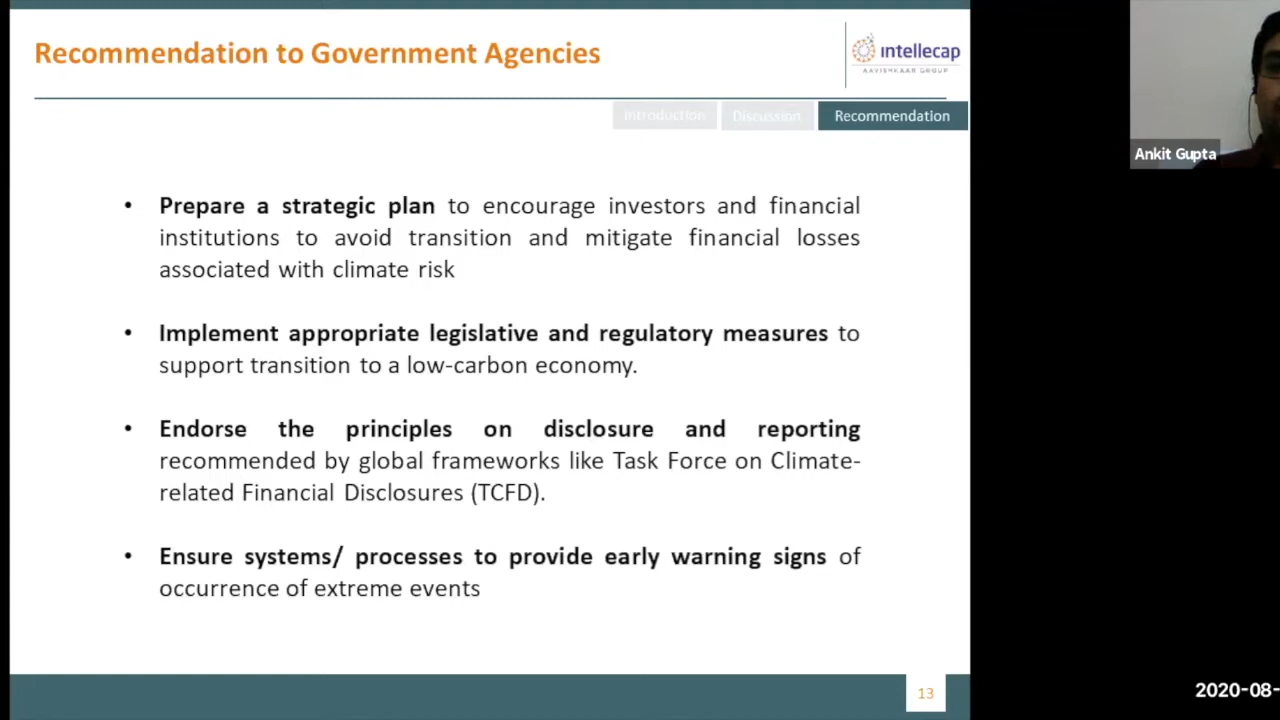 Recommendation to Government Agencies
intellecap
AAVISHKAAR GROUP
Introduction
Discussion
Recommendation
Ankit Gupta
• Prepare a strategic plan to encourage investors and financial
institutions to avoid transition and mitigate financial losses
associated with climate risk
• Implement appropriate legislative and regulatory measures to
support transition to a low-carbon economy.
• Endorse the principles on disclosure and reporting
recommended by global frameworks like Task Force on Climate-
related Financial Disclosures (TCFD).
• Ensure systems/ processes to provide early warning signs of
occurrence of extreme events
13
2020-08-